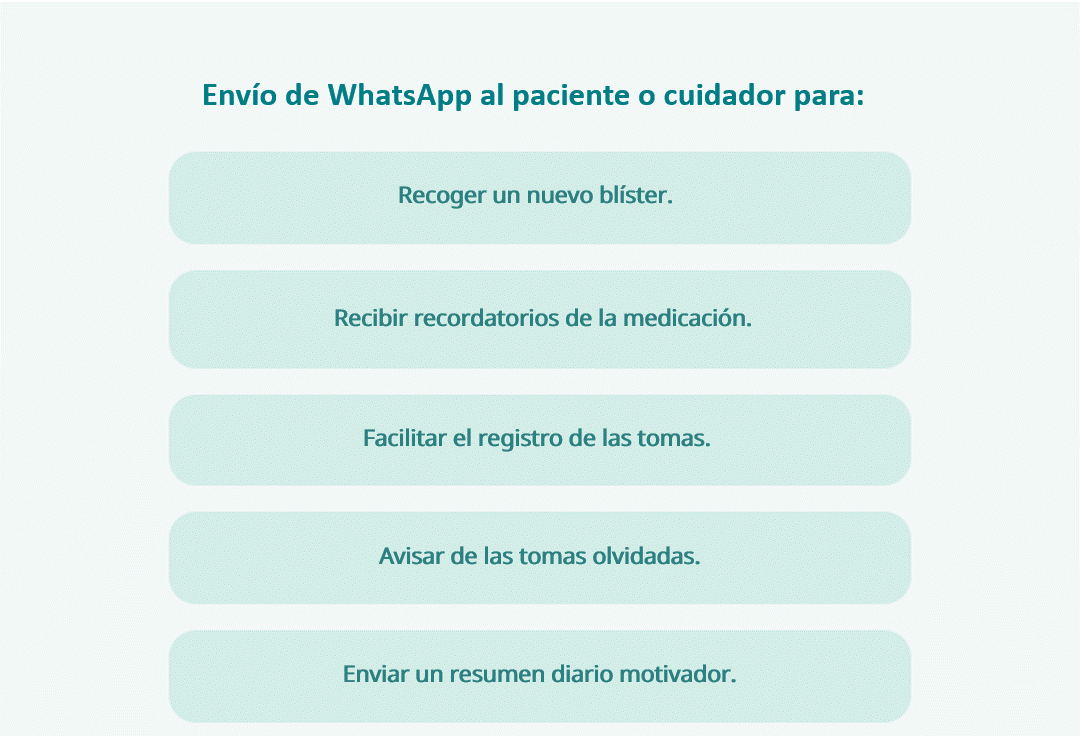 Envío de WhatsApp al paciente o cuidador para:
Recoger un nuevo blíster.
Recibir recordatorios de la medicación.
Facilitar el registro de las tomas.
Avisar de las tomas olvidadas.
Enviar un resumen diario motivador.